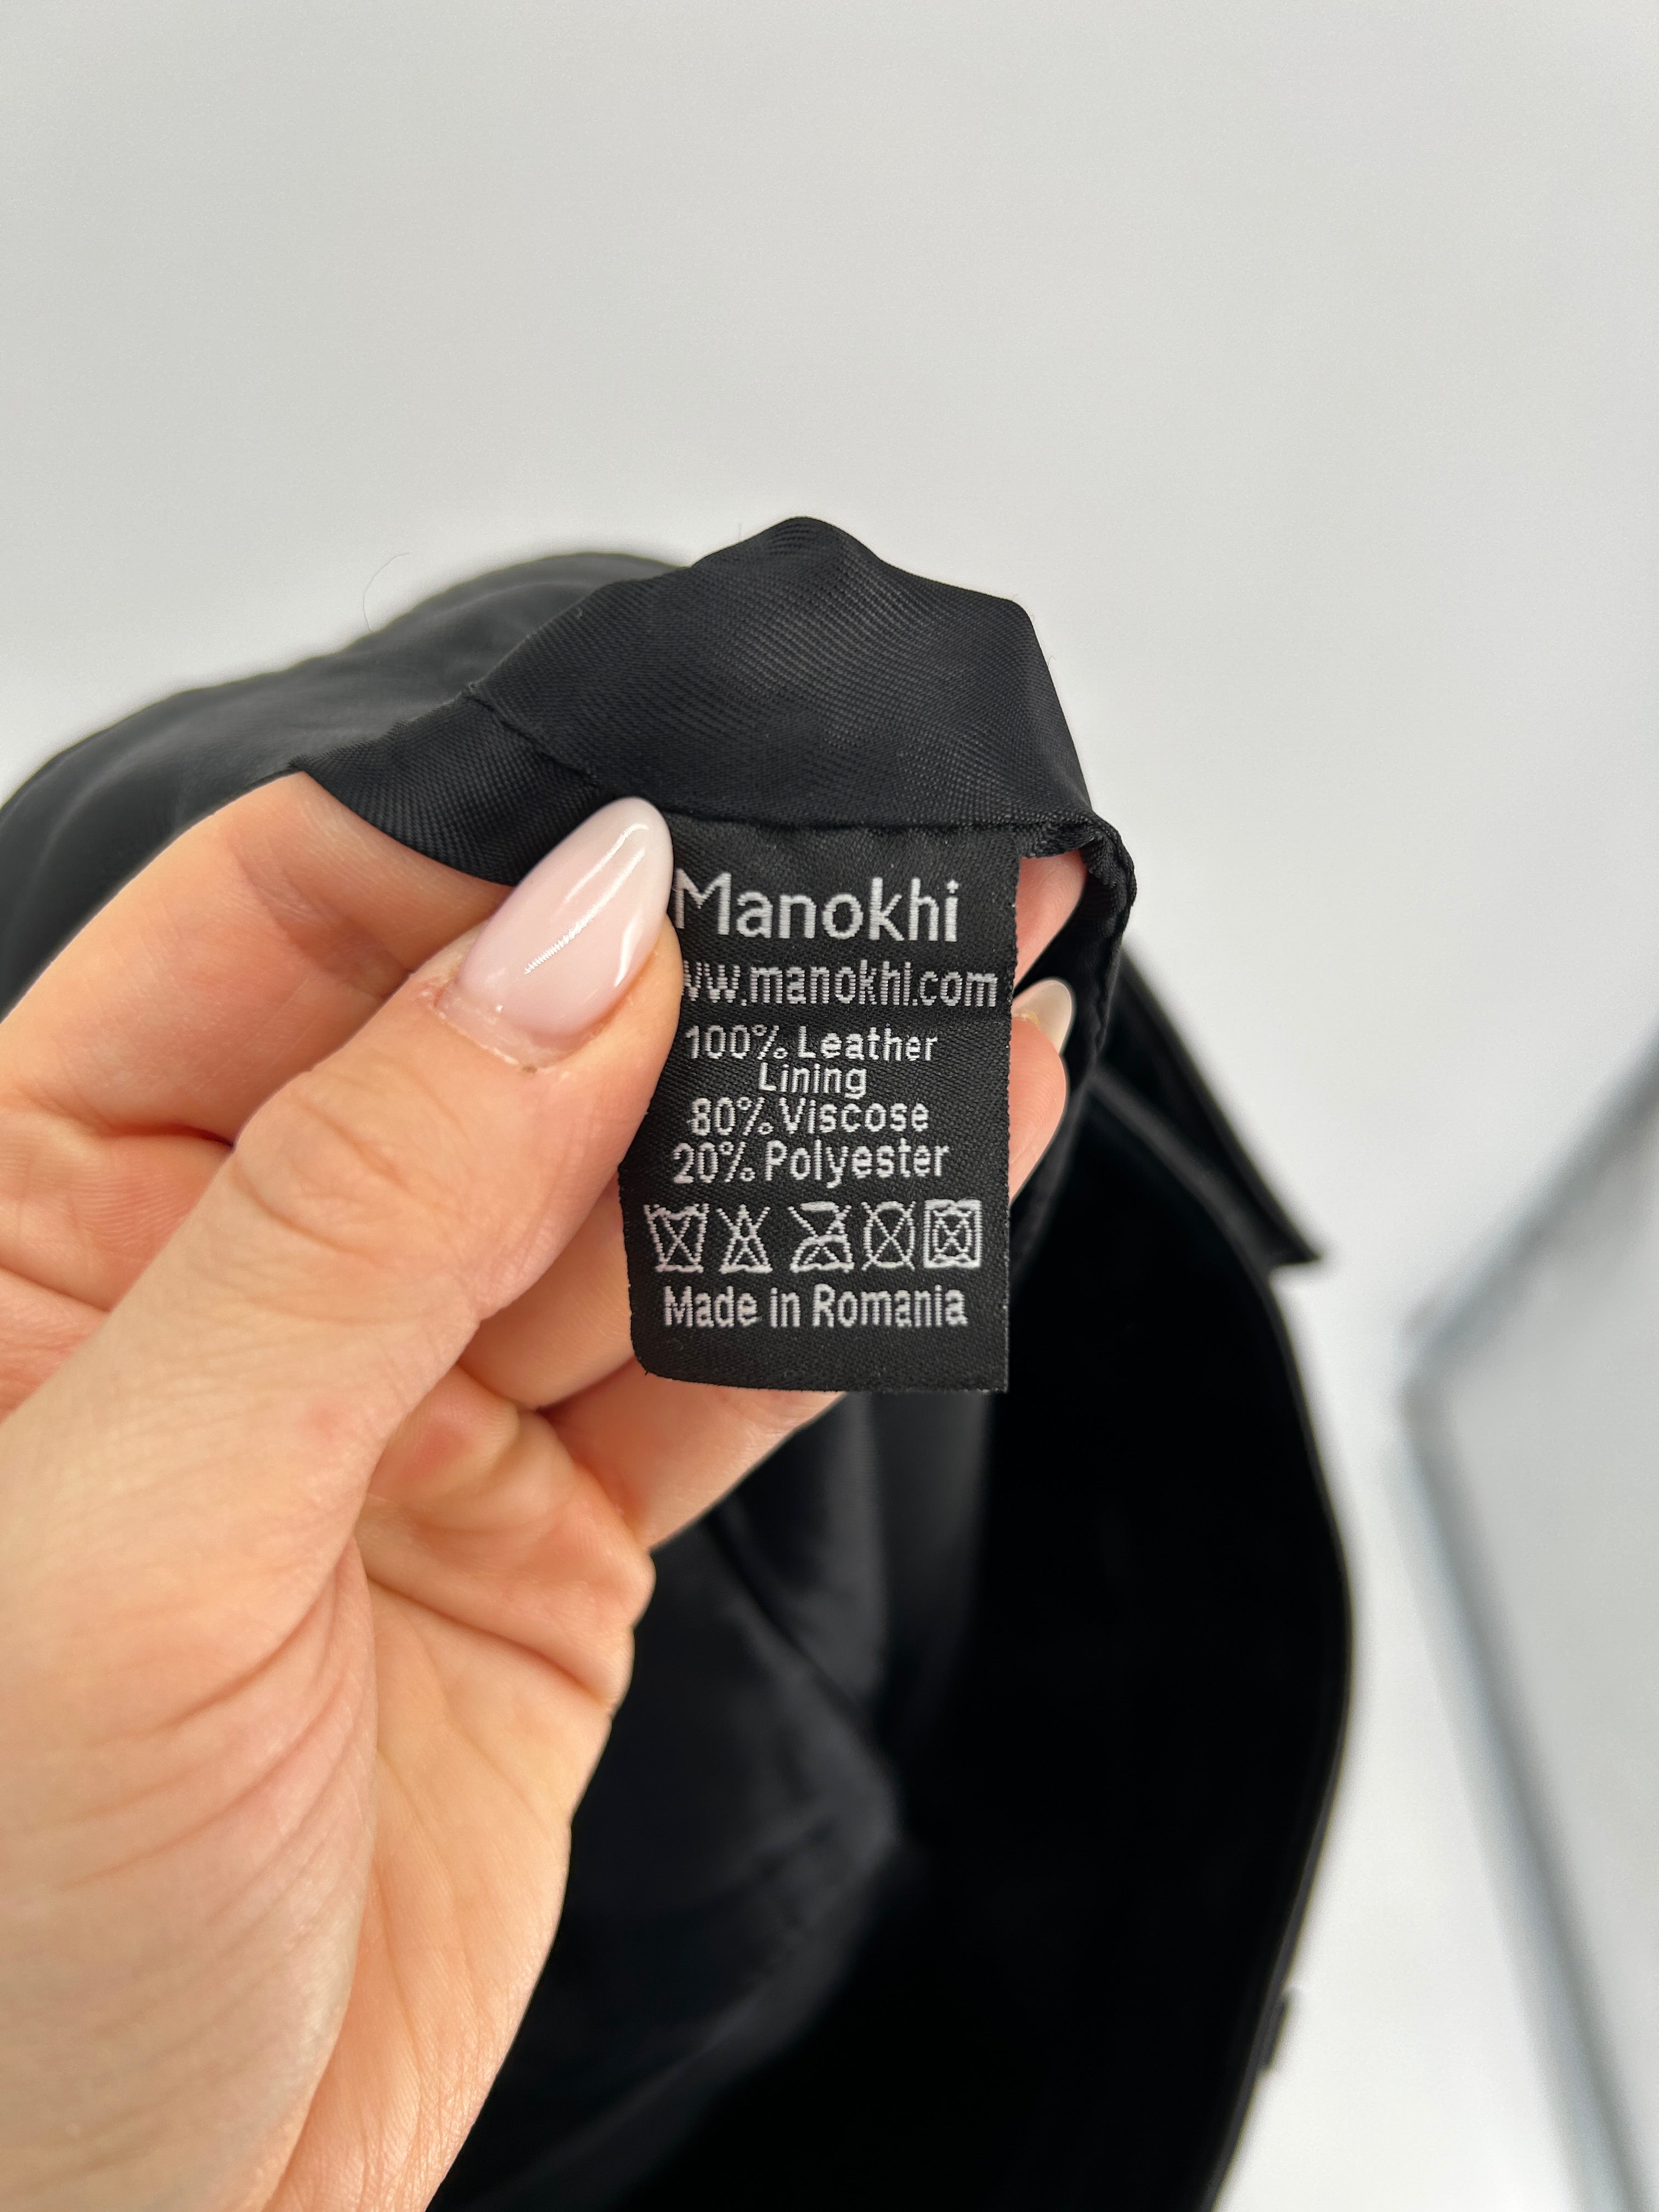 Manokhi
ww.manokhi.com
100% Leather
Lining
80% Viscose
20% Polyester
Made in Romania